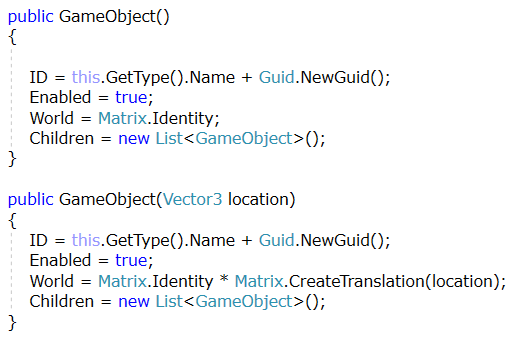 public GameObject()
{
ID = this.GetType().Name + Guid.NewGuid();
Enabled = true;
World = Matrix.Identity;
Children = new List<GameObject>();
}
public GameObject(Vector3 location)
{
ID = this.GetType().Name + Guid.NewGuid();
Enabled = true;
World = Matrix.Identity * Matrix.CreateTranslation(location);
Children = new List<GameObject>();
}